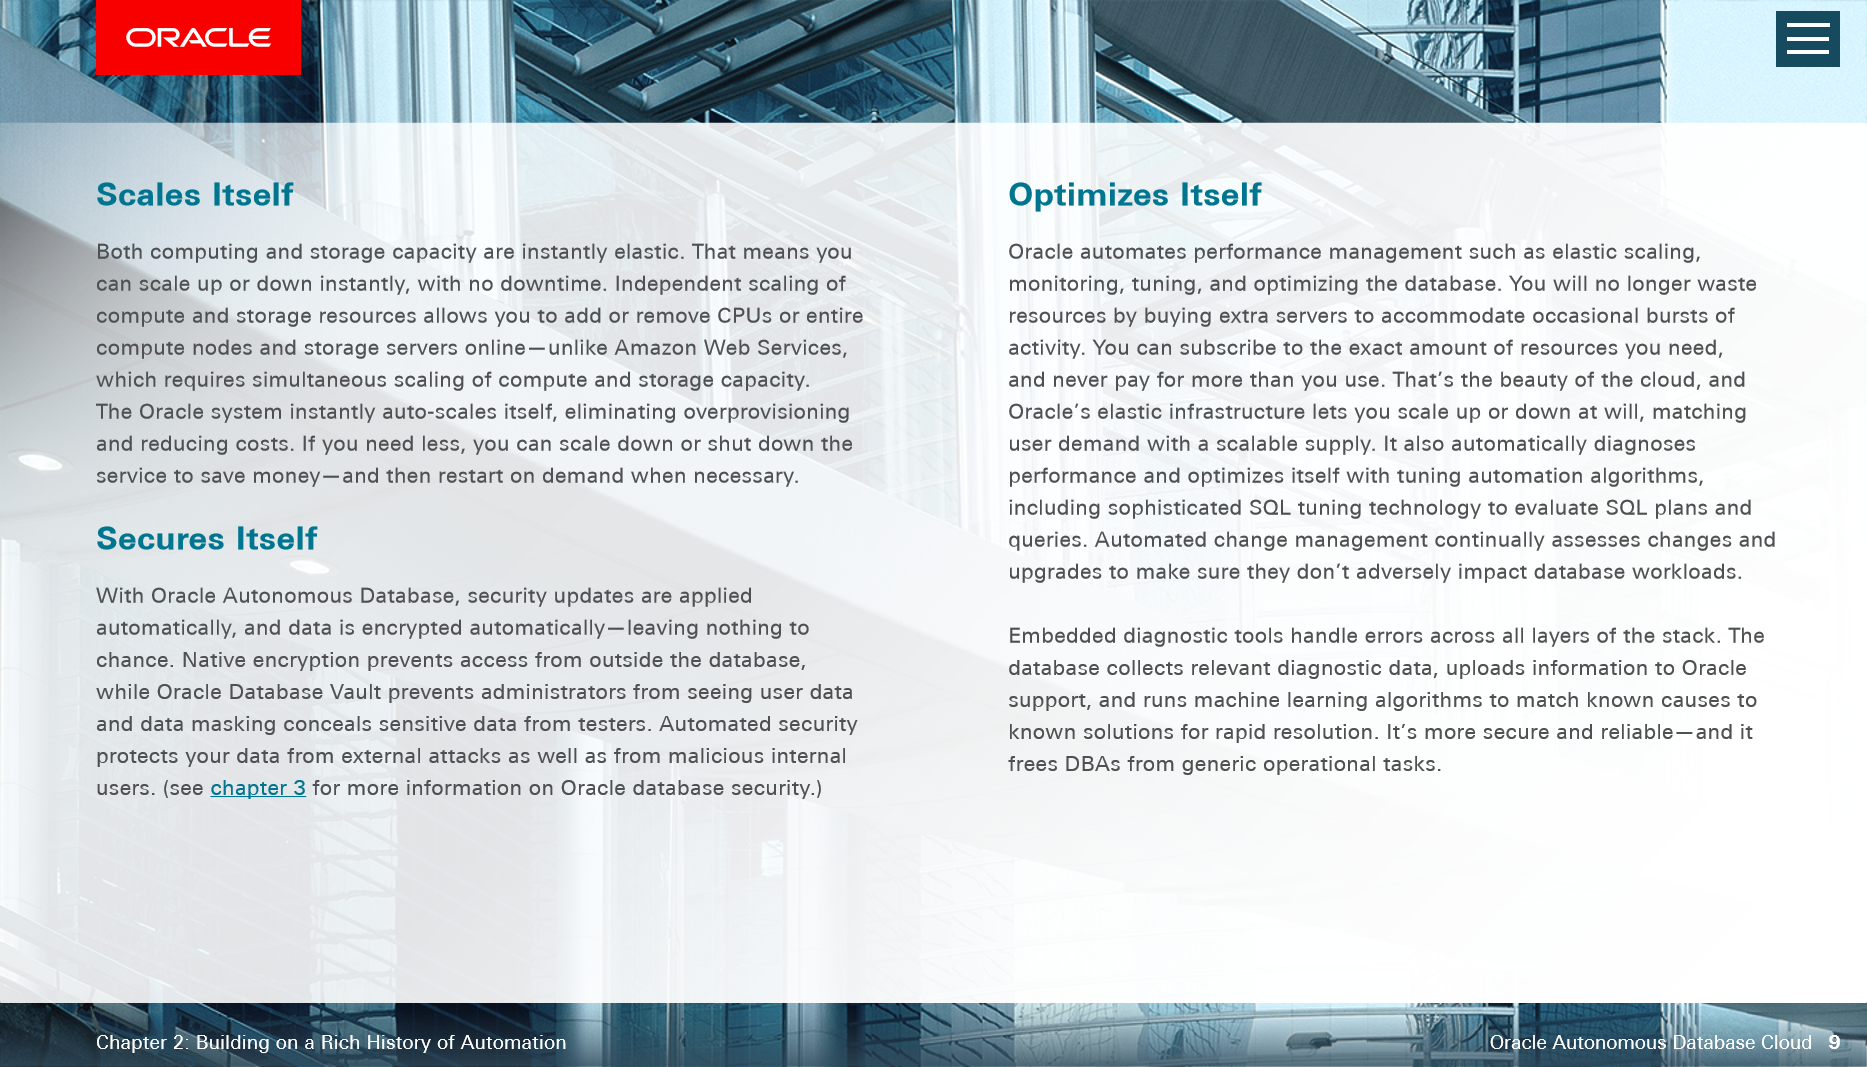 ORACLE
Scales Itself
Both computing and storage capacity are instantly elastic. That means you
can scale up or down instantly, with no downtime. Independent scaling of
compute and storage resources allows you to add or remove CPUs or entire
compute nodes and storage servers online—unlike Amazon Web Services,
which requires simultaneous scaling of compute and storage capacity.
The Oracle system instantly auto-scales itself, eliminating overprovisioning
and reducing costs. If you need less, you can scale down or shut down the
service to save money—and then restart on demand when necessary.
Secures Itself
With Oracle Autonomous Database, security updates are applied
automatically, and data is encrypted automatically—leaving nothing to
chance. Native encryption prevents access from outside the database,
while Oracle Database Vault prevents administrators from seeing user data
and data masking conceals sensitive data from testers. Automated security
protects your data from external attacks as well as from malicious internal
users. (see chapter 3 for more information on Oracle database security.)
Optimizes Itself
Oracle automates performance management such as elastic scaling,
monitoring, tuning, and optimizing the database. You will no longer waste
resources by buying extra servers to accommodate occasional bursts of
activity. You can subscribe to the exact amount of resources you need,
and never pay for more than you use. That’s the beauty of the cloud, and
Oracle’s elastic infrastructure lets you scale up or down at will, matching
user demand with a scalable supply. It also automatically diagnoses
performance and optimizes itself with tuning automation algorithms,
including sophisticated SQL tuning technology to evaluate SQL plans and
queries. Automated change management continually assesses changes and
upgrades to make sure they don’t adversely impact database workloads.
Embedded diagnostic tools handle errors across all layers of the stack. The
database collects relevant diagnostic data, uploads information to Oracle
support, and runs machine learning algorithms to match known causes to
known solutions for rapid resolution. It’s more secure and reliable—and it
frees DBAs from generic operational tasks.
Chapter 2: Building on a Rich History of Automation
Oracle Autonomous Database Cloud 9